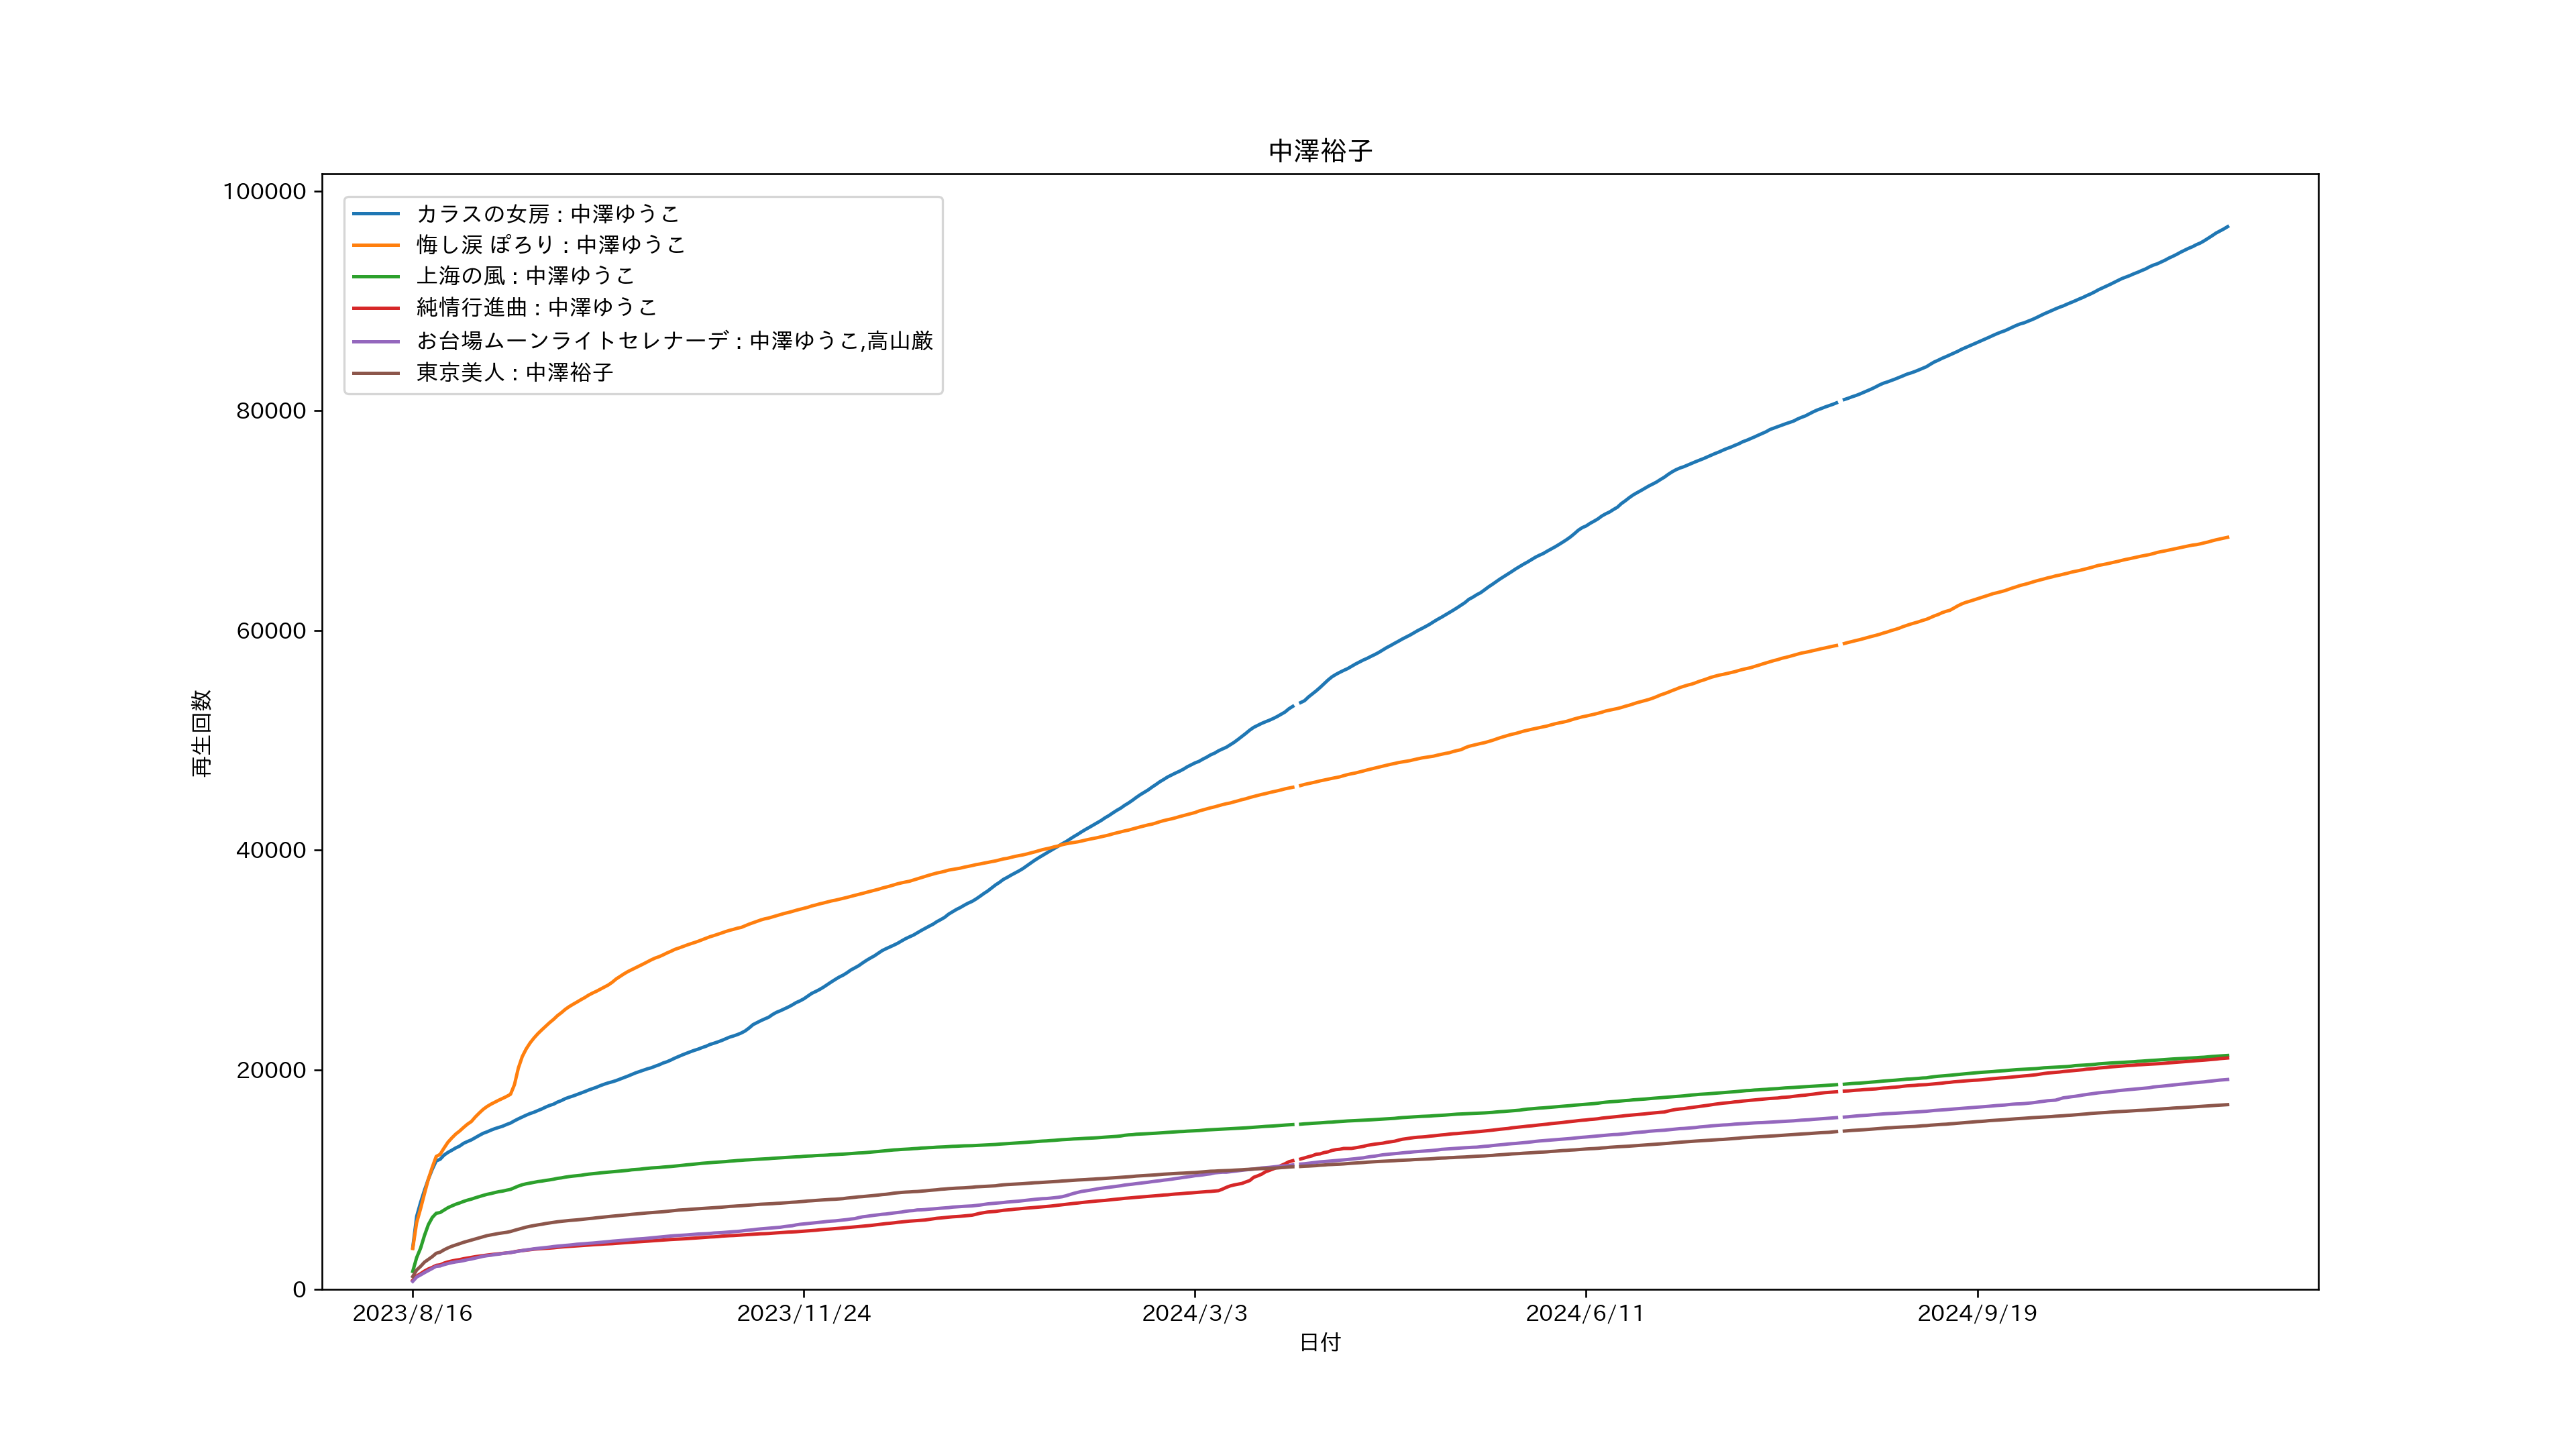 中澤裕子
100000
80000
60000
40000
20000
0
再生回数
カラスの女房 : 中澤ゆうこ
悔し涙 ぽろり : 中澤ゆうこ
上海の風 : 中澤ゆうこ
純情行進曲 : 中澤ゆうこ
お台場ムーンライトセレナーデ : 中澤ゆうこ,高山厳
東京美人 : 中澤裕子
2023/8/16
2023/11/24
2024/3/3
2024/6/11
2024/9/19
日付